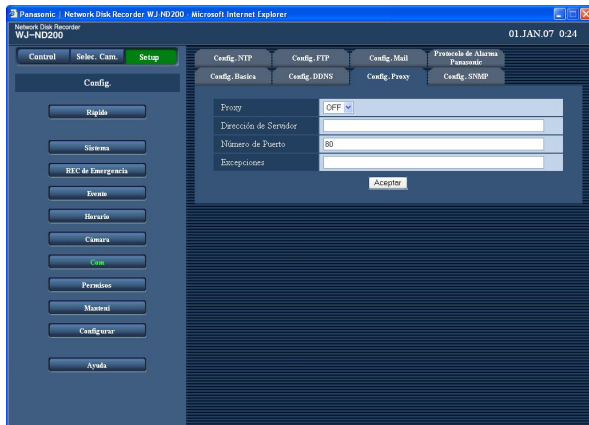 Panasonic | Network Disk Recorder WJ-ND200 - Microsoft Internet Explorer
Network Disk Recorder
WJ-ND200
01.JAN.07 0:24
Control Selec. Cam. Setup
Config.
Rápido
Sistema
REC de Emergencia
Evento
Horario
Cámara
Com
Permisos
Manteni
Configurar
Ayuda
Config. NTP Config. FTP Config. Mail Protocolo de Alarma
Panasonic
Config. Basica Config. DDNS Config. Proxy Config. SNMP
Proxy OFF
Dirección de Servidor
Número de Puerto 80
Excepciones
Aceptar